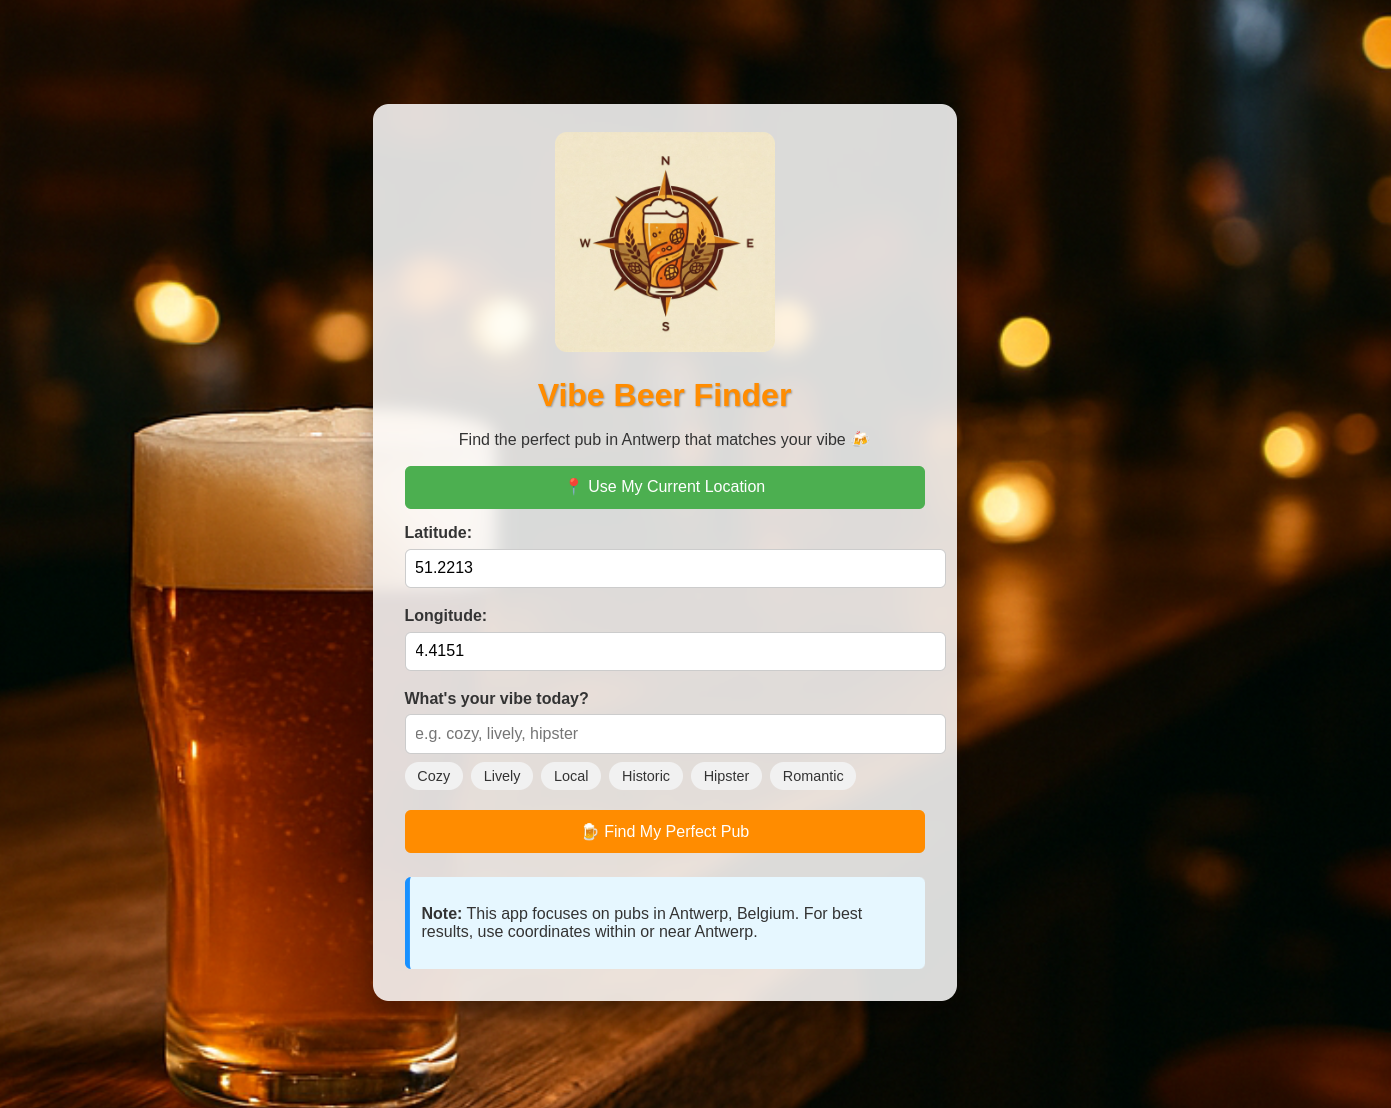 N
W
E
S
Vibe Beer Finder
Find the perfect pub in Antwerp that matches your vibe 🍻
📍 Use My Current Location
Latitude:
51.2213
Longitude:
4.4151
What's your vibe today?
e.g. cozy, lively, hipster
Cozy Lively Local Historic Hipster Romantic
🍺 Find My Perfect Pub
Note: This app focuses on pubs in Antwerp, Belgium. For best
results, use coordinates within or near Antwerp.